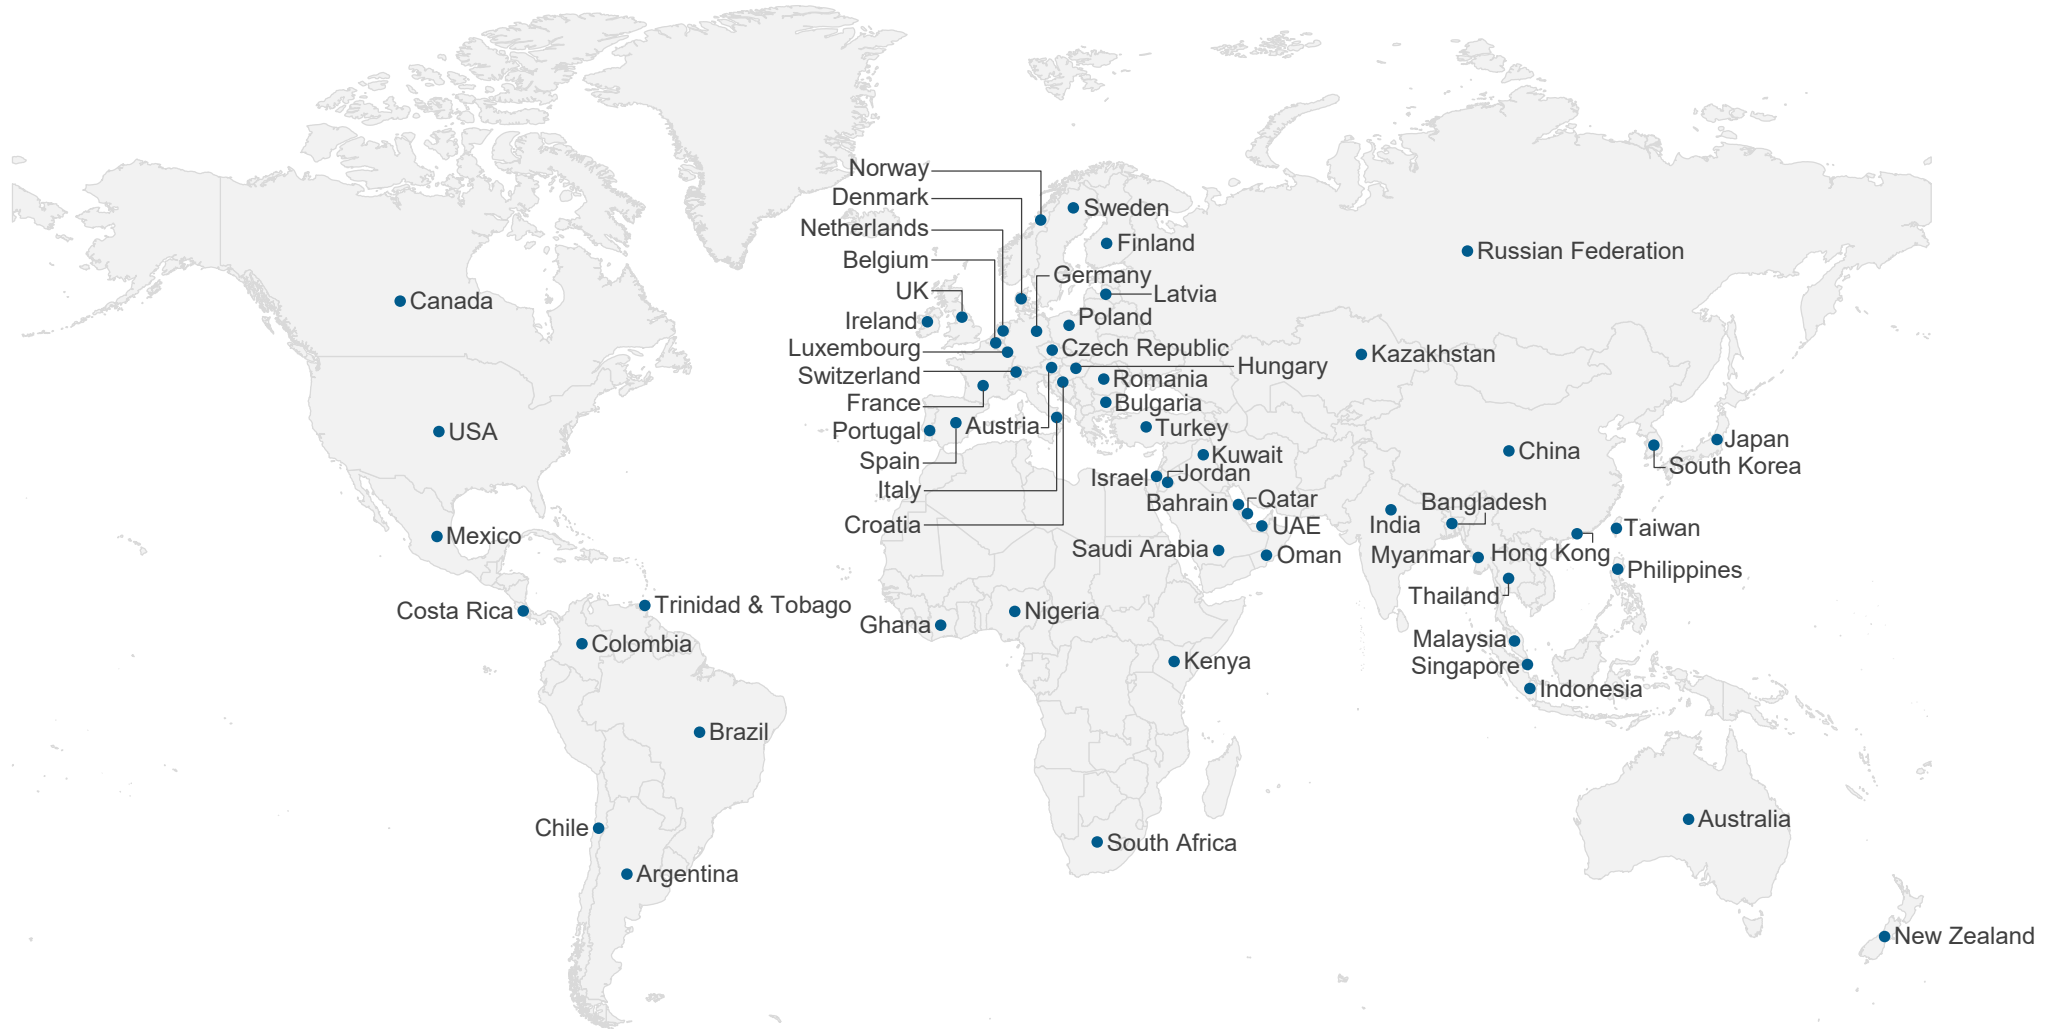 Norway
Denmark
Sweden
Netherlands
Finland
Russian Federation
Belgium
Germany
UK
Latvia
Canada
Ireland
Poland
Luxembourg
Czech Republic
Kazakhstan
Switzerland
Hungary
Romania
France
Bulgaria
USA
Portugal
Austria
Turkey
Japan
China
Kuwait
Spain
South Korea
Jordan
Israel
Italy
Qatar
Bahrain
Bangladesh
Croatia
India
UAE
Taiwan
Mexico
Saudi Arabia
Oman
Myanmar
Hong Kong
Philippines
Thailand
Trinidad & Tobago
Costa Rica
Nigeria
Ghana
Colombia
Malaysia
Kenya
Singapore
Indonesia
Brazil
Australia
Chile
South Africa
Argentina
New Zealand